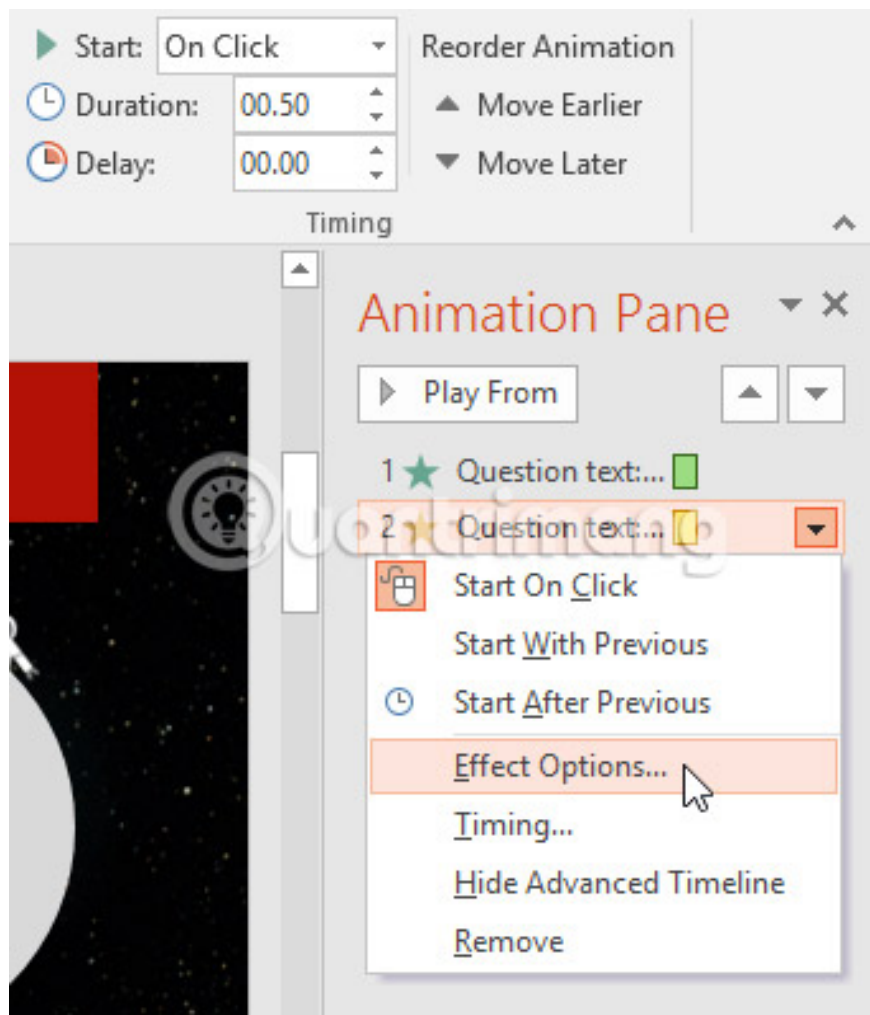 Start: On Click
Reorder Animation
Duration: 00.50
Move Earlier
Delay: 00.00
Move Later
Timing
Animation Pane
Play From
1 Question text:...
2 Question text:...
Quantrimang
Start On Click
Start With Previous
Start After Previous
Effect Options...
Timing...
Hide Advanced Timeline
Remove